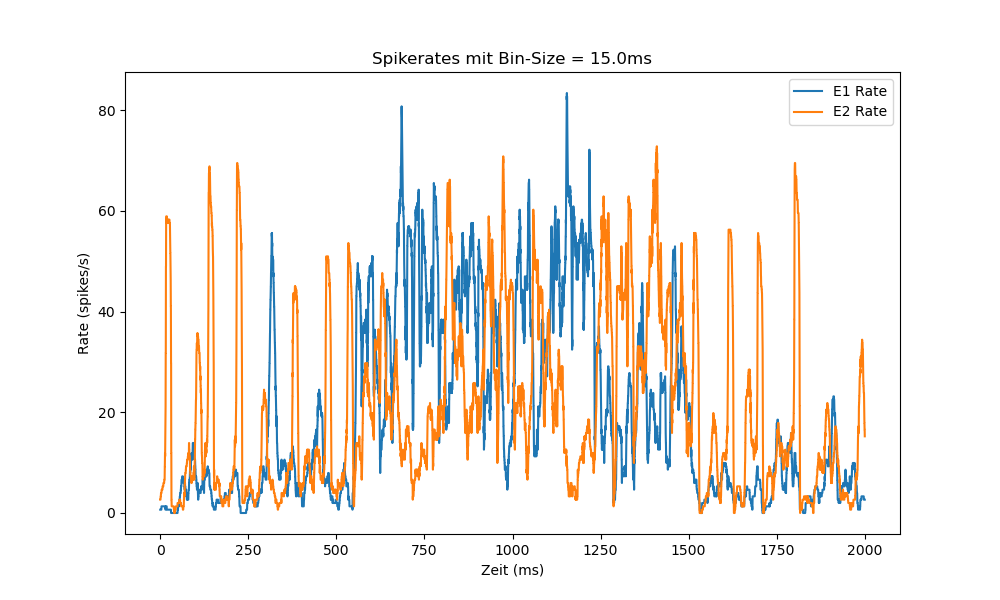 Spikerates mit Bin-Size = 15.0ms
E1 Rate
E2 Rate
80
60
40
20
0
Rate (spikes/s)
0 250 500 750 1000 1250 1500 1750 2000
Zeit (ms)